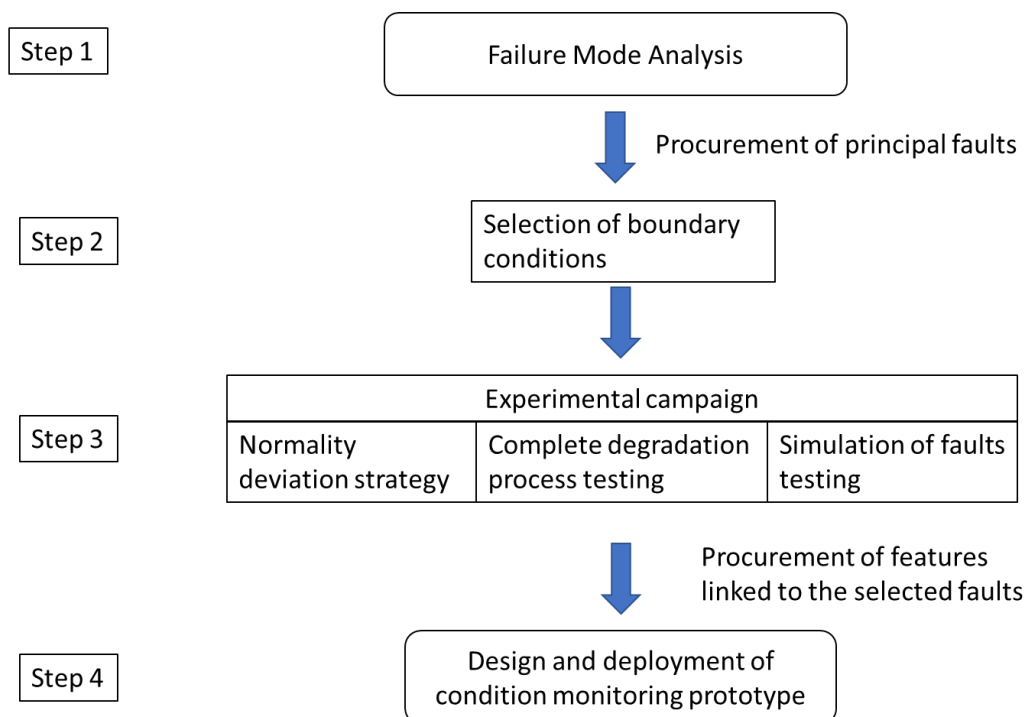 Step 1
Failure Mode Analysis
Procurement of principal faults
Step 2
Selection of boundary
conditions
Step 3
Experimental campaign
Normality
deviation strategy
Complete degradation
process testing
Simulation of faults
testing
Procurement of features
linked to the selected faults
Step 4
Design and deployment of
condition monitoring prototype